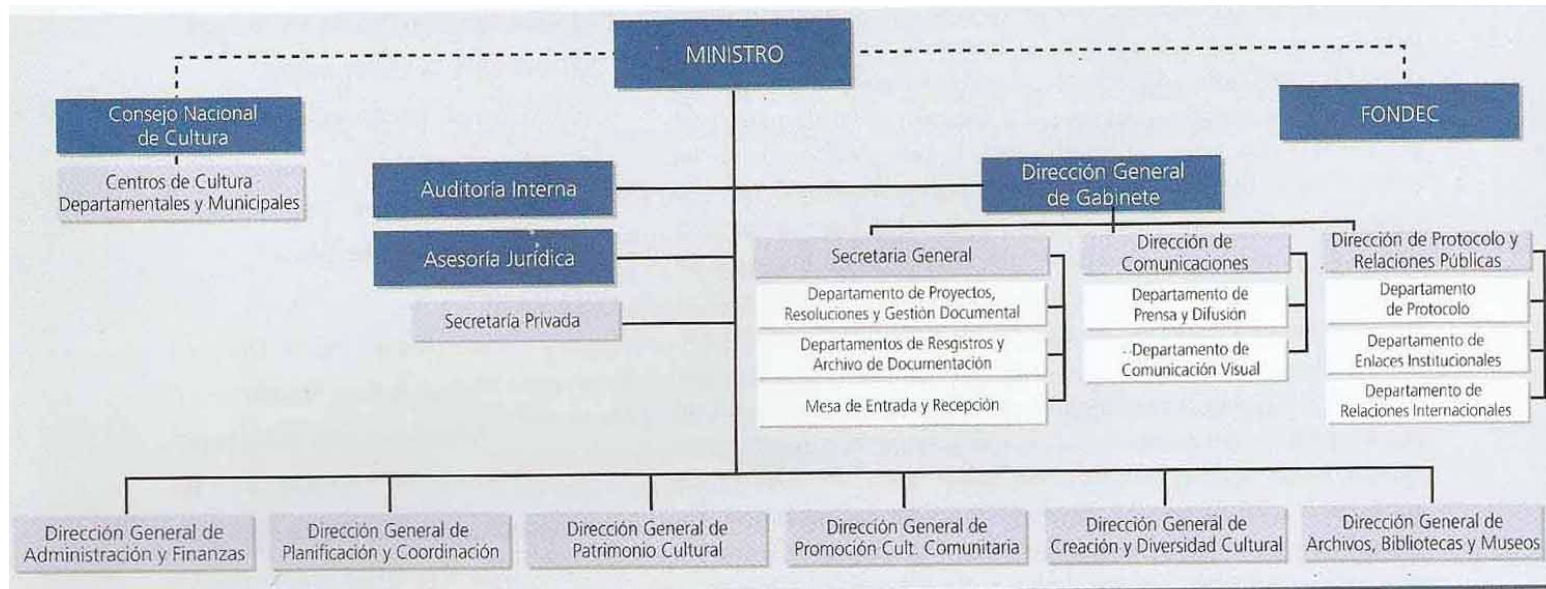 MINISTRO
Consejo Nacional
de Cultura
FONDEC
Centros de Cultura
Departamentales y Municipales
Auditoría Interna
Dirección General
de Gabinete
Asesoría Jurídica
Secretaría Privada
Secretaria General
Departamento de Proyectos,
Resoluciones y Gestión Documental
Departamentos de Resgistros y
Archivo de Documentación
Mesa de Entrada y Recepción
Dirección de
Comunicaciones
Departamento de
Prensa y Difusión
Departamento de
Comunicación Visual
Dirección de Protocolo y
Relaciones Públicas
Departamento
de Protocolo
Departamento de
Enlaces Institucionales
Departamento de
Relaciones Internacionales
Dirección General de
Administración y Finanzas
Dirección General de
Planificación y Coordinación
Dirección General de
Patrimonio Cultural
Dirección General de
Promoción Cult. Comunitaria
Dirección General de
Creación y Diversidad Cultural
Dirección General de
Archivos, Bibliotecas y Museos